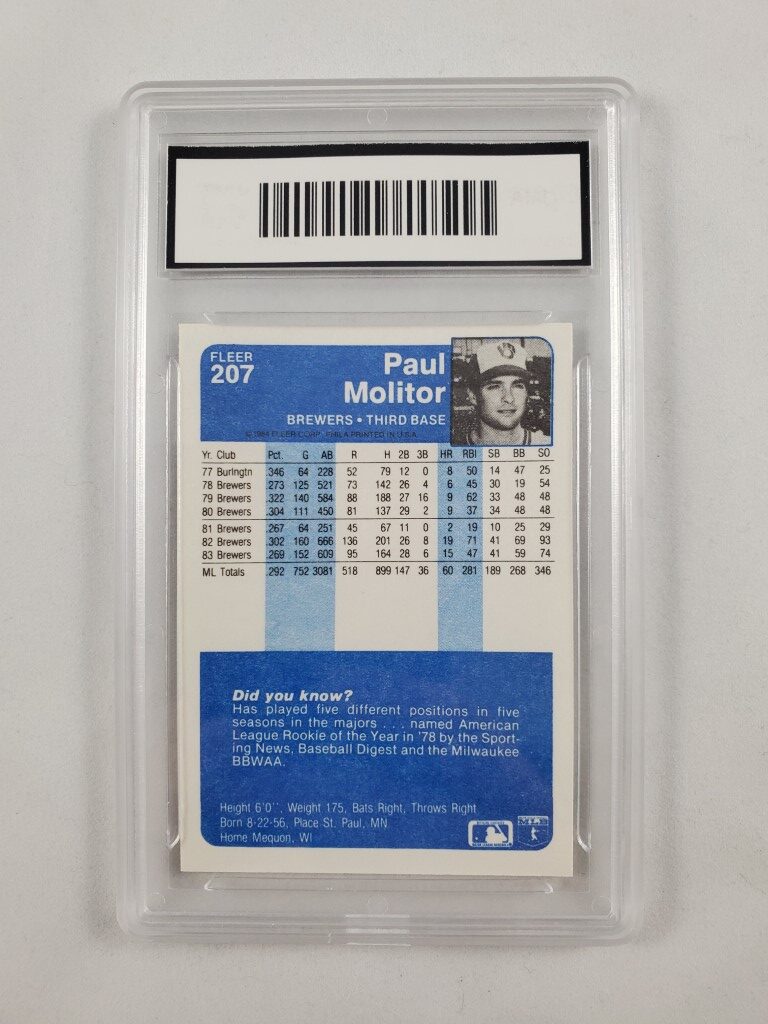 FLEER
207
Paul
Molitor
BREWERS • THIRD BASE
©1984 FLEER CORP. PHILA PRINTED IN U.S.A.
Yr. Club Pct. G AB R H 2B 3B HR RBI SB BB SO
77 Burlngtn .346 64 228 52 79 12 0 8 50 14 47 25
78 Brewers .273 125 521 73 142 26 4 6 45 30 19 54
79 Brewers .322 140 584 88 188 27 16 9 62 33 48 48
80 Brewers .304 111 450 81 137 29 2 9 37 34 48 48
81 Brewers .267 64 251 45 67 11 0 2 19 10 25 29
82 Brewers .302 160 666 136 201 26 8 19 71 41 69 93
83 Brewers .269 152 609 95 164 28 6 15 47 41 59 74
ML Totals .292 752 3081 518 899 147 36 60 281 189 268 346
Did you know?
Has played five different positions in five
seasons in the majors . . . named American
League Rookie of the Year in '78 by the Sport-
ing News, Baseball Digest and the Milwaukee
BBWAA.
Height 6'0'', Weight 175, Bats Right, Throws Right
Born 8-22-56, Place St. Paul, MN
Home Mequon, WI